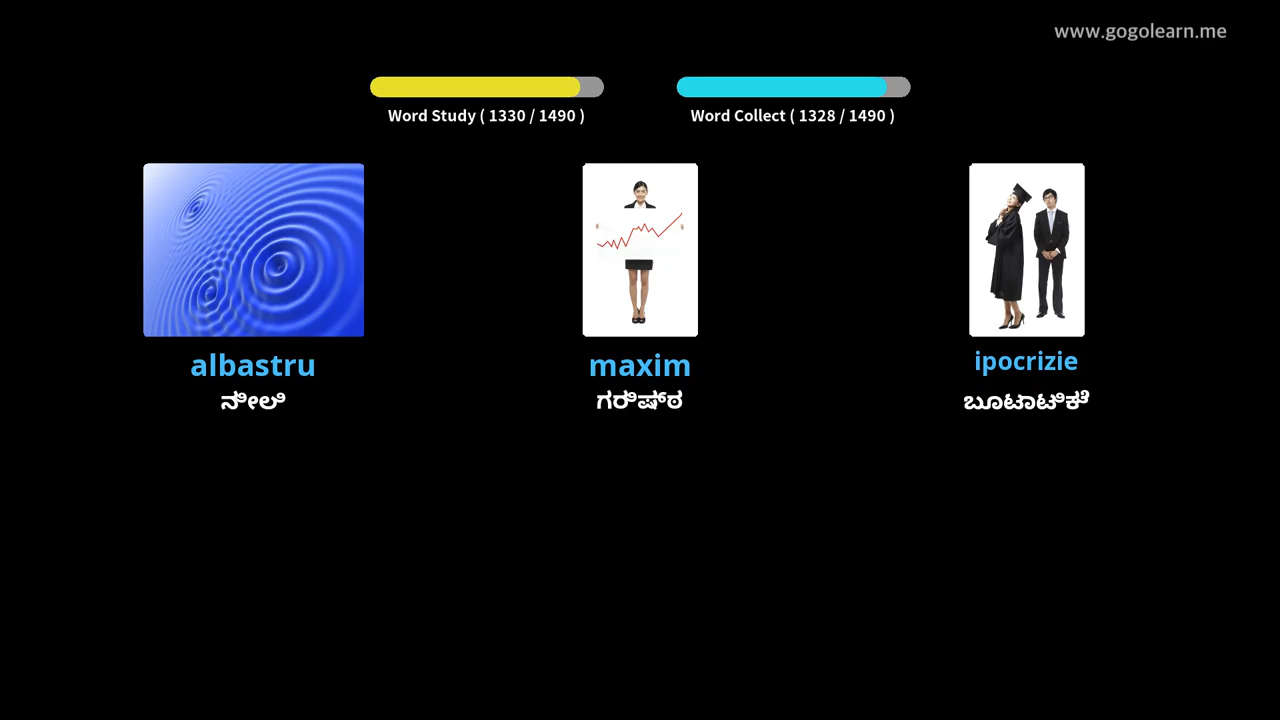 www.gogolearn.me
Word Study ( 1330 / 1490 )
Word Collect ( 1328 / 1490 )
albastru
maxim
ipocrizie
ನೀಲಿ
ಗರಿಷ್ಠ
ಬೂಟಾಟಿಕೆ